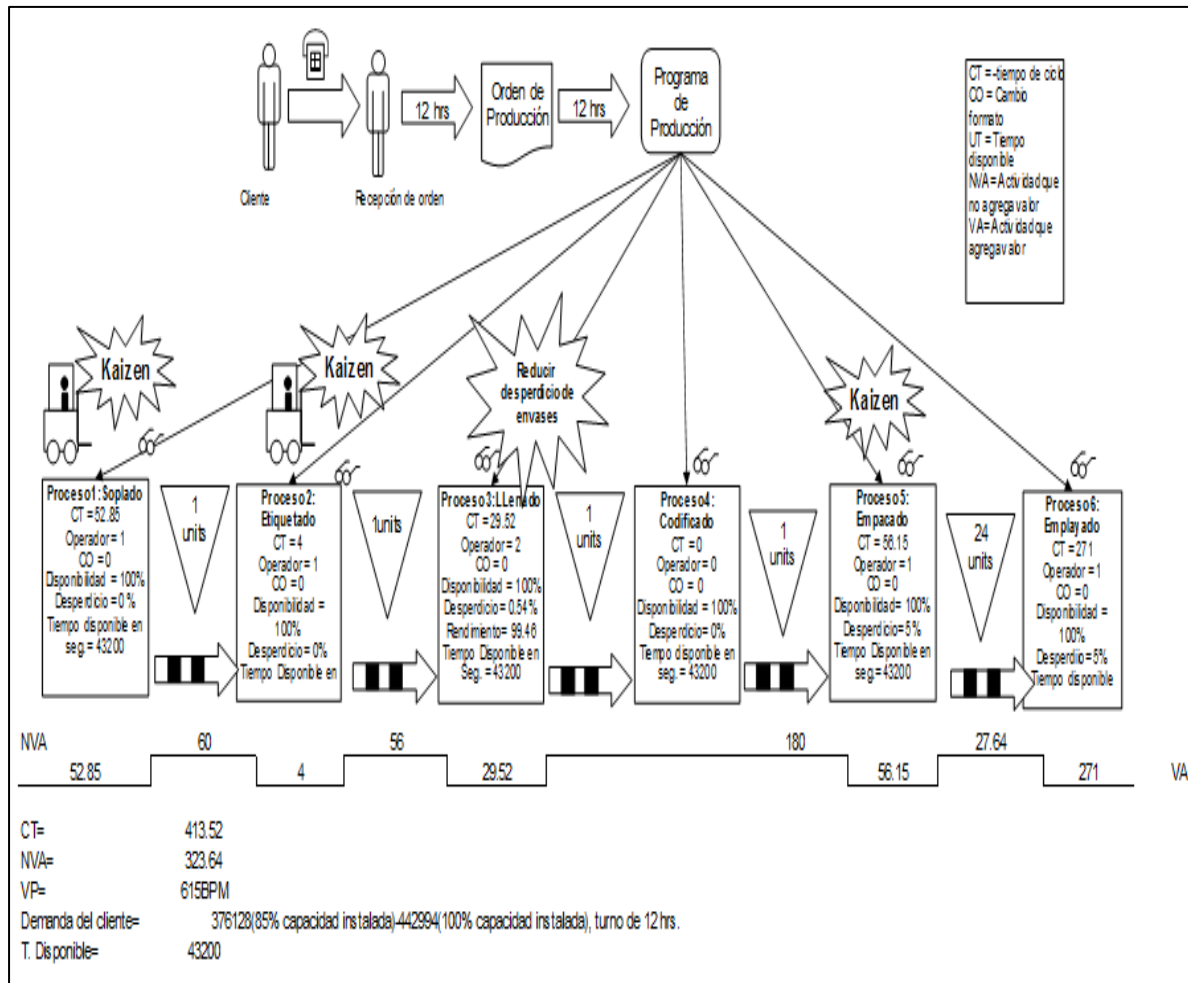 CT = -tiempo de ciclo
CO = Cambio
formato
UT = Tiempo
disponible
NVA = Actividad que
no agrega valor
VA= Actividad que
agrega valor
12 hrs
Orden de
Producción
12 hrs
Programa
de
Producción
Cliente
Recepción de orden
Kaizen
Kaizen
Reducir
desperdicio de
envases
Kaizen
Proceso1: Soplado
CT = 52.85
Operador = 1
CO = 0
Disponibilidad = 100%
Desperdicio = 0 %
Tiempo disponible en
seg. = 43200
1
units
Proceso 2:
Etiquetado
CT = 4
Operador = 1
CO = 0
Disponibilidad =
100%
Desperdicio = 0%
Tiempo Disponible en
1units
Proceso 3: LLenado
CT = 29.52
Operador = 2
CO = 0
Disponibilidad = 100%
Desperdicio = 0.54 %
Rendimiento = 99.46
Tiempo Disponible en
Seg. = 43200
1
units
Proceso4:
Codificado
CT = 0
Operador = 0
CO = 0
Disponibilidad = 100%
Desperdicio = 0%
Tiempo disponible en
seg. = 43200
1
units
Proceso 5:
Empacado
CT = 56.15
Operador = 1
CO = 0
Disponibilidad= 100%
Desperdicio= 5 %
Tiempo Disponible en
seg.= 43200
24
units
Proceso 6:
Emplayado
CT = 271
Operador = 1
CO = 0
Disponibilidad =
100%
Desperdiio = 5%
Tiempo disponible
NVA 60 56 180 27.64
52.85 4 29.52 56.15 271 VA
CT= 413.52
NVA= 323.64
VP= 615BPM
Demanda del cliente= 376128(85% capacidad instalada)-442994(100% capacidad instalada), turno de 12 hrs.
T. Disponible= 43200